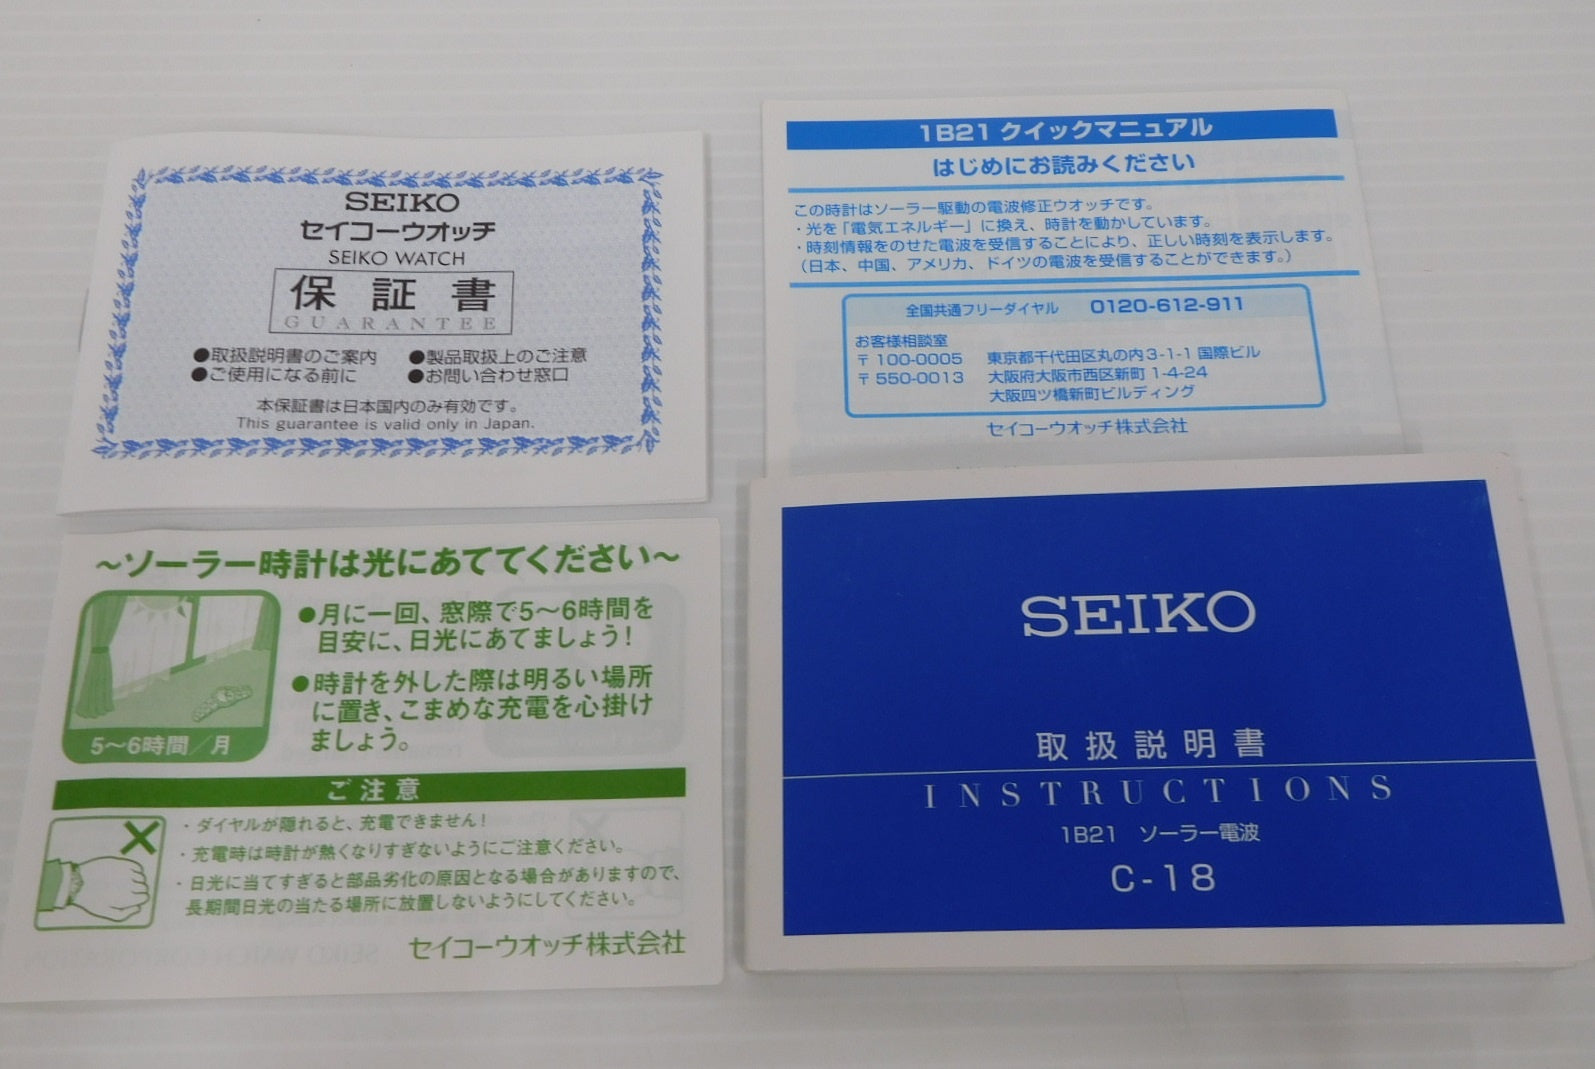 SEIKO
セイコーウオッチ
SEIKO WATCH
保証書
GUARANTEE
●取扱説明書のご案内 ●製品取扱上のご注意
●ご使用になる前に ●お問い合わせ窓口
本保証書は日本国内のみ有効です。
This guarantee is valid only in Japan.
1B21 クイックマニュアル
はじめにお読みください
この時計はソーラー駆動の電波修正ウオッチです。
・光を「電気エネルギー」に換え、時計を動かしています。
・時刻情報をのせた電波を受信することにより、正しい時刻を表示します。
（日本、中国、アメリカ、ドイツの電波を受信することができます。）
全国共通フリーダイヤル 0120-612-911
お客様相談室
〒100-0005 東京都千代田区丸の内3-1-1 国際ビル
〒550-0013 大阪府大阪市西区新町 1-4-24
大阪四ツ橋新町ビルディング
セイコーウオッチ株式会社
〜ソーラー時計は光にあててください〜
●月に一回、窓際で5〜6時間を
目安に、日光にあてましょう!
●時計を外した際は明るい場所
に置き、こまめな充電を心掛け
ましょう。
5〜6時間／月
ご注意
・ダイヤルが隠れると、充電できません!
・充電時は時計が熱くなりすぎないようにご注意ください。
・日光に当てすぎると部品劣化の原因となる場合がありますので、
長期間日光の当たる場所に放置しないようにしてください。
セイコーウオッチ株式会社
SEIKO WATCH CORPORATION
SEIKO
取扱説明書
INSTRUCTIONS
1B21 ソーラー電波
C-18